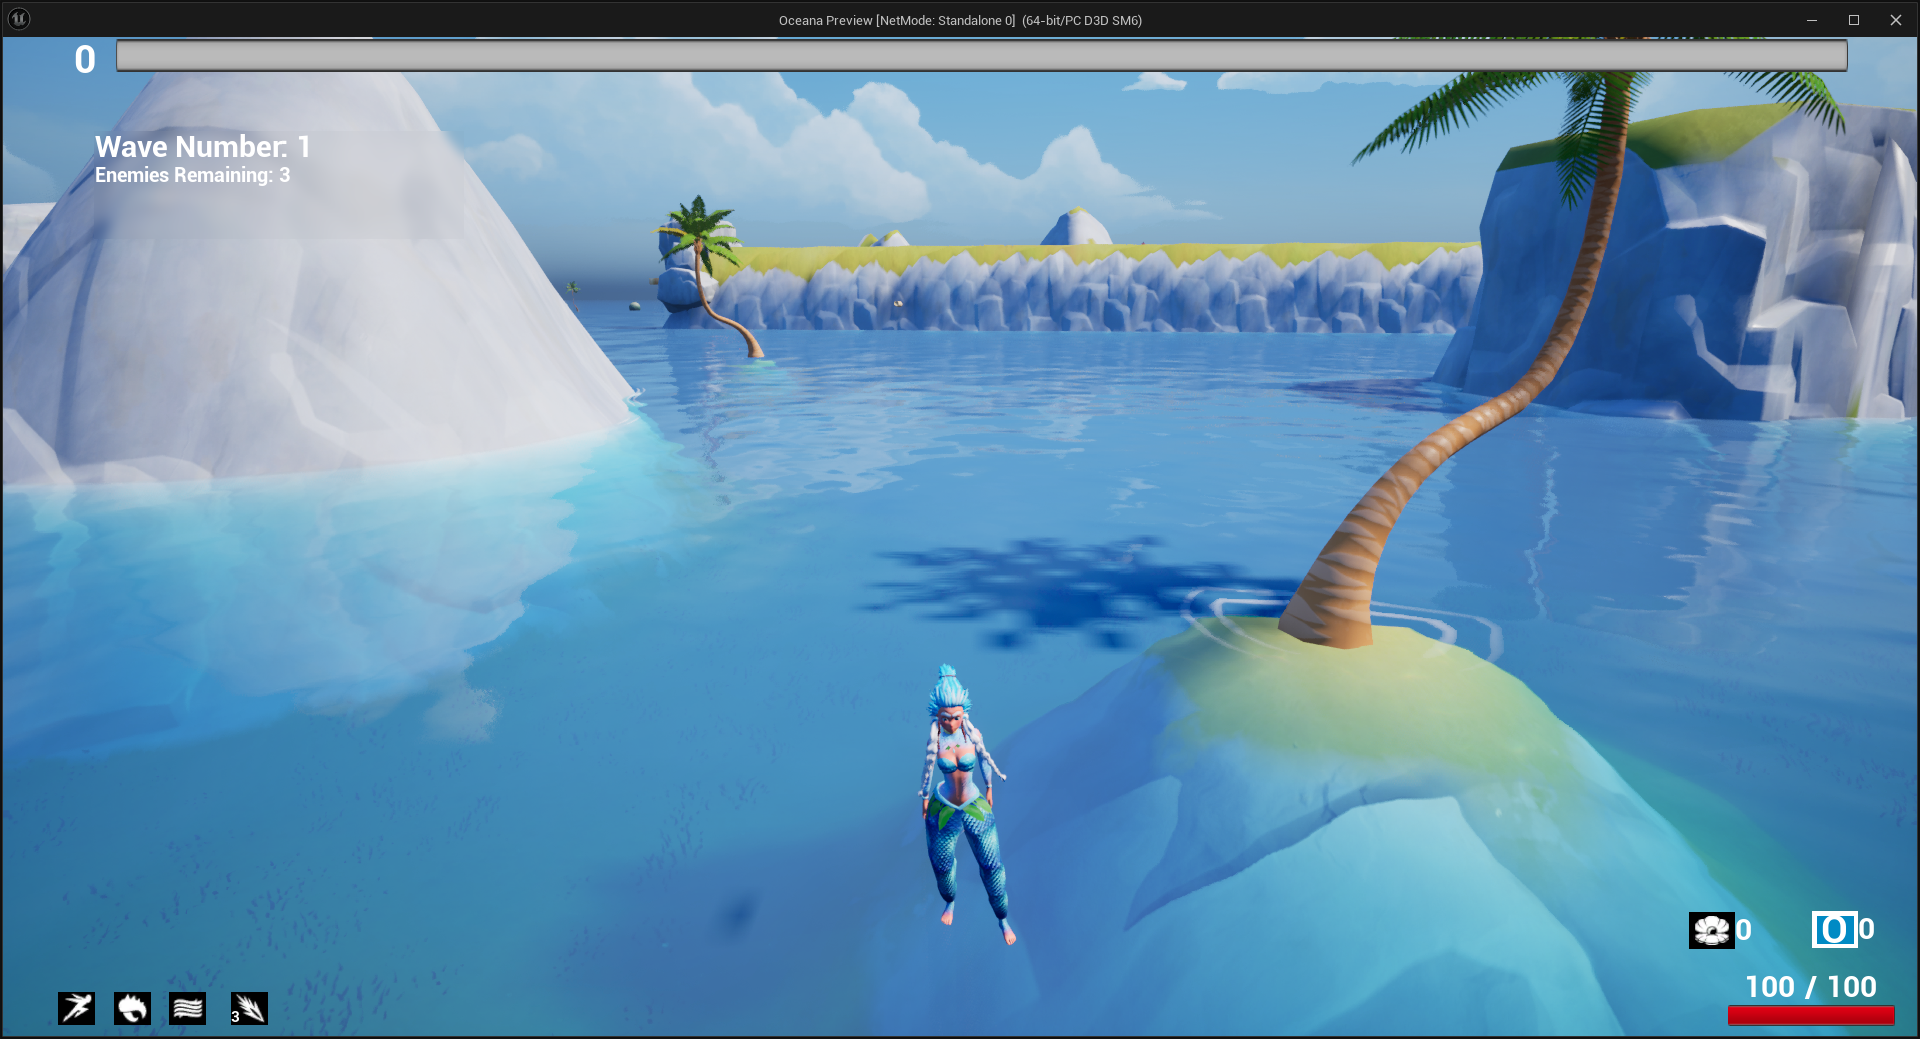 Oceana Preview [NetMode: Standalone 0] (64-bit/PC D3D SM6)
0
Wave Number: 1
Enemies Remaining: 3
0
O 0
100 / 100
3